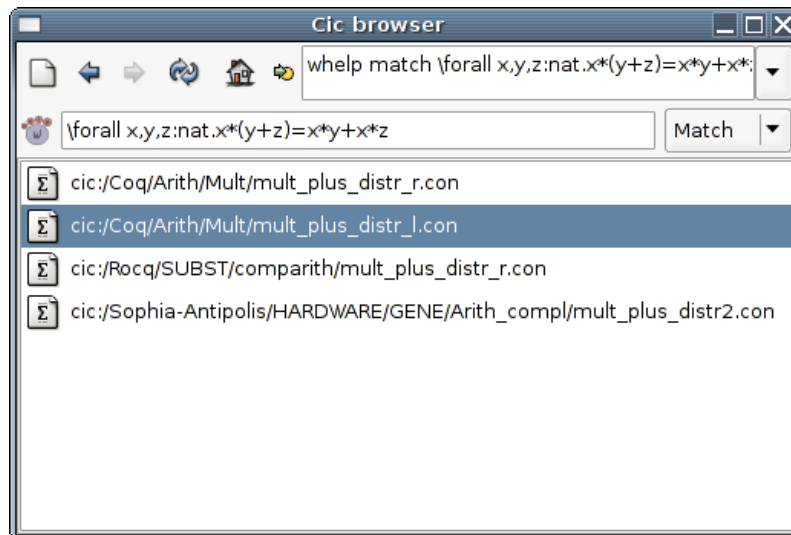 Cic browser
whelp match \forall x,y,z:nat.x*(y+z)=x*y+x*
\forall x,y,z:nat.x*(y+z)=x*y+x*z
Match
cic:/Coq/Arith/Mult/mult_plus_distr_r.con
cic:/Coq/Arith/Mult/mult_plus_distr_l.con
cic:/Rocq/SUBST/comparith/mult_plus_distr_r.con
cic:/Sophia-Antipolis/HARDWARE/GENE/Arith_compl/mult_plus_distr2.con